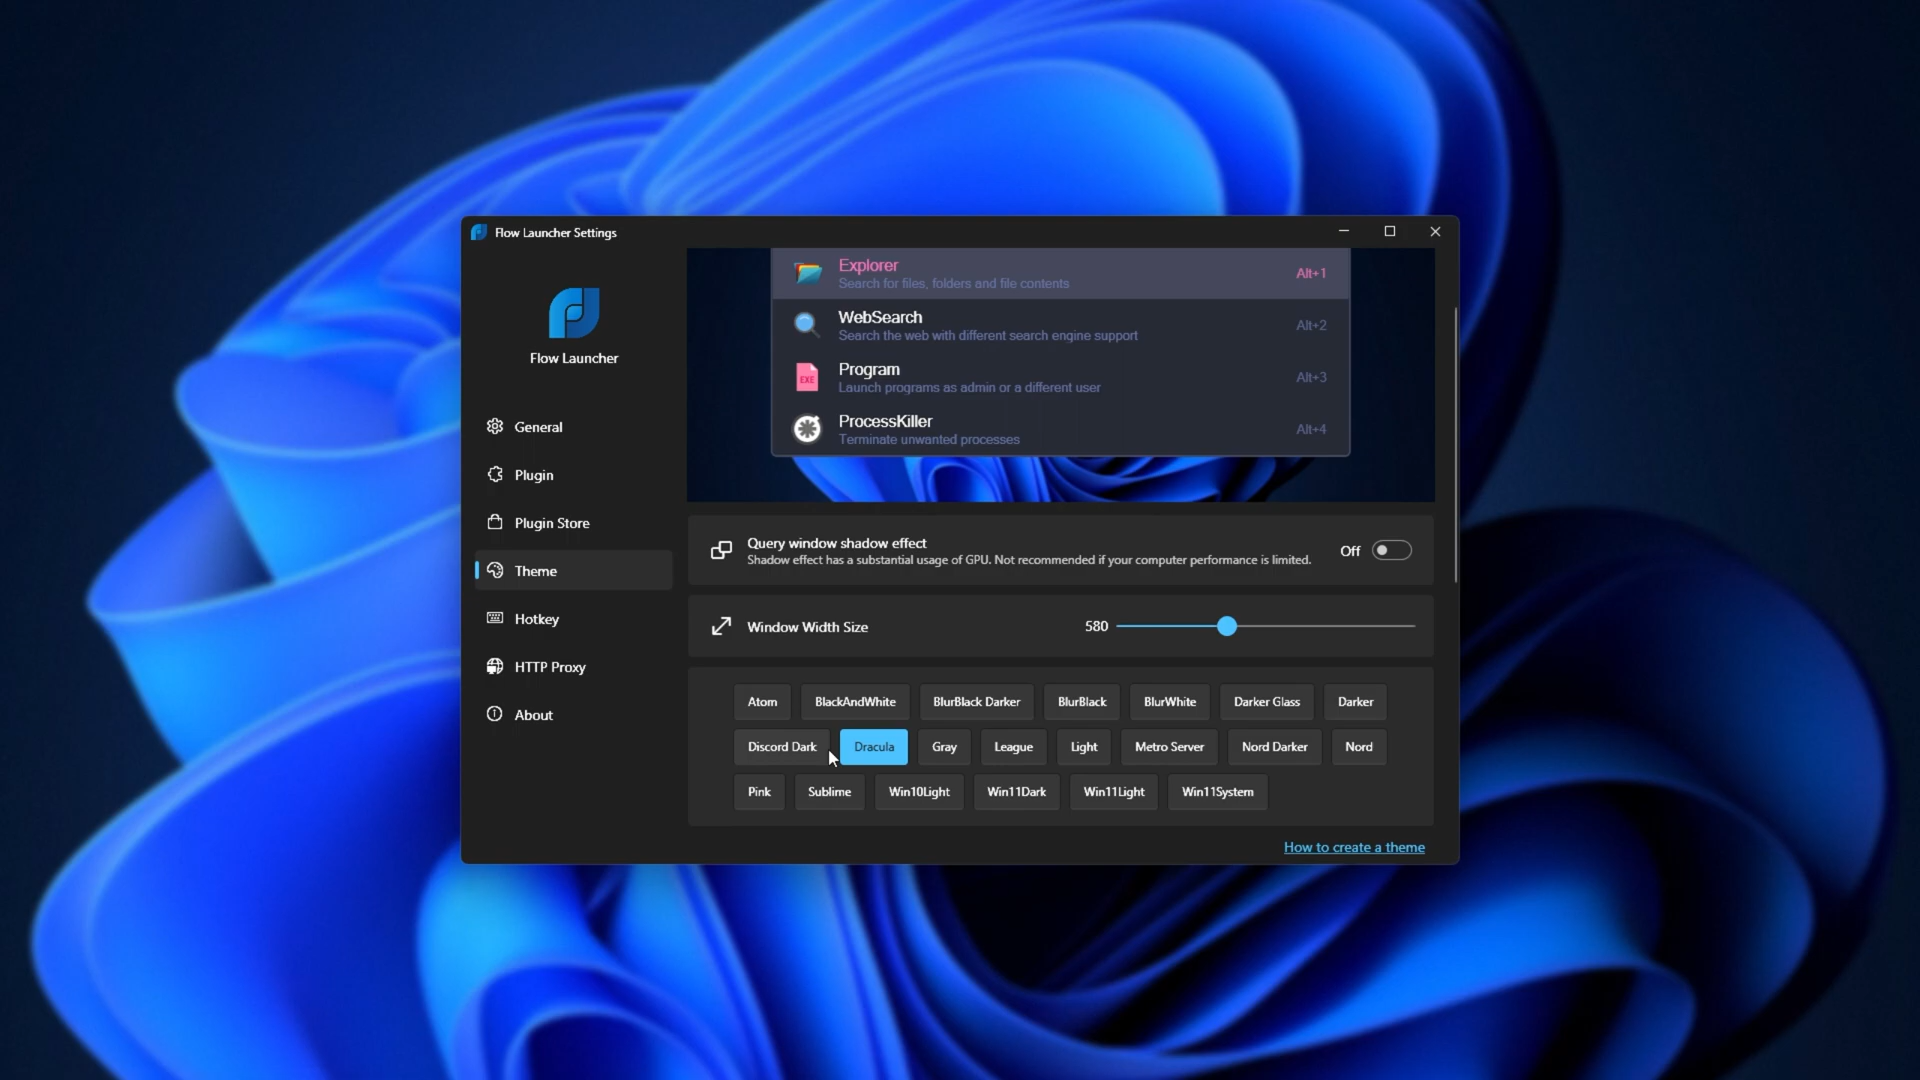 Flow Launcher Settings
Flow Launcher
General
Plugin
Plugin Store
Theme
Hotkey
HTTP Proxy
About
Explorer Alt+1
Search for files, folders and file contents
WebSearch Alt+2
Search the web with different search engine support
EXE
Program Alt+3
Launch programs as admin or a different user
ProcessKiller Alt+4
Terminate unwanted processes
Query window shadow effect Off
Shadow effect has a substantial usage of GPU. Not recommended if your computer performance is limited.
Window Width Size 580
Atom BlackAndWhite BlurBlack Darker BlurBlack BlurWhite Darker Glass Darker
Discord Dark Dracula Gray League Light Metro Server Nord Darker Nord
Pink Sublime Win10Light Win11Dark Win11Light Win11System
How to create a theme